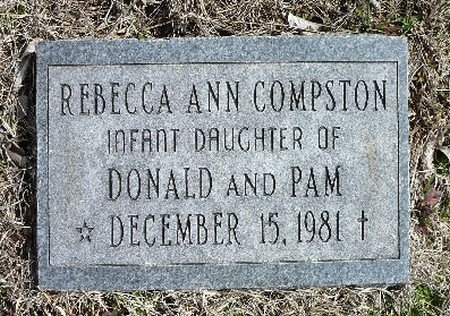 REBECCA ANN COMPSTON
INFANT DAUGHTER OF
DONALD AND PAM
☆ DECEMBER 15, 1981 †